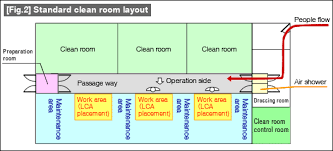 [Fig.2] Standard clean room layout
People flow
Preparation
room
Clean room
Clean room
Clean room
Passage way
Operation side
Air shower
Maintenance
area
Work area
(LCA
placement)
Maintenance
area
Work area
(LCA
placement)
Maintenance
area
Work area
(LCA
placement)
Maintenance
area
Dressing room
Clean room
control room